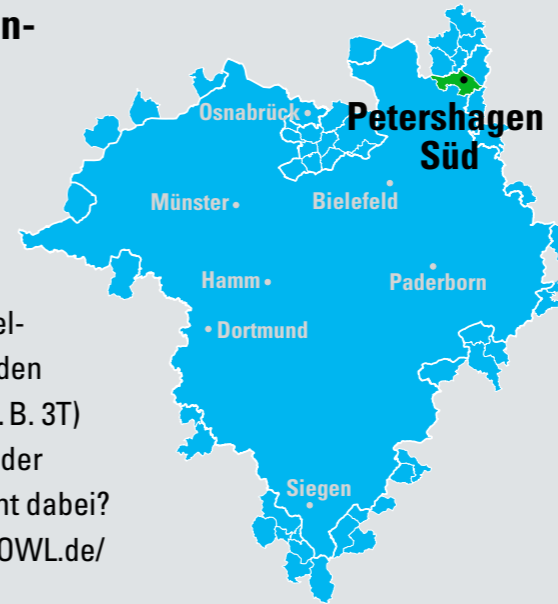 n-
Osnabrück
Petershagen
Süd
Münster
Bielefeld
Hamm
Paderborn
Dortmund
el-
den
. B. 3T)
der
nt dabei?
OWL.de/
Siegen